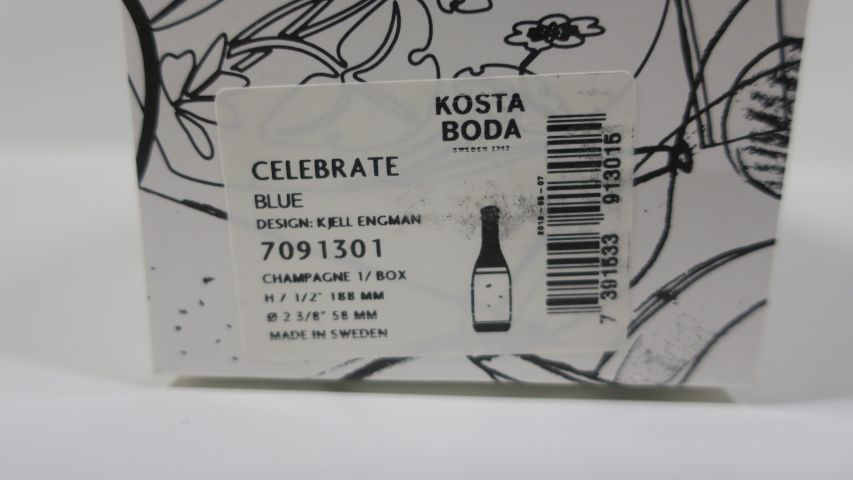 KOSTA
BODA
SWEDEN 1742
CELEBRATE
BLUE
DESIGN: KJELL ENGMAN
7091301
CHAMPAGNE 1/ BOX
H 7 1/2" 188 MM
Ø 2 3/8" 58 MM
MADE IN SWEDEN
7 391533 913015